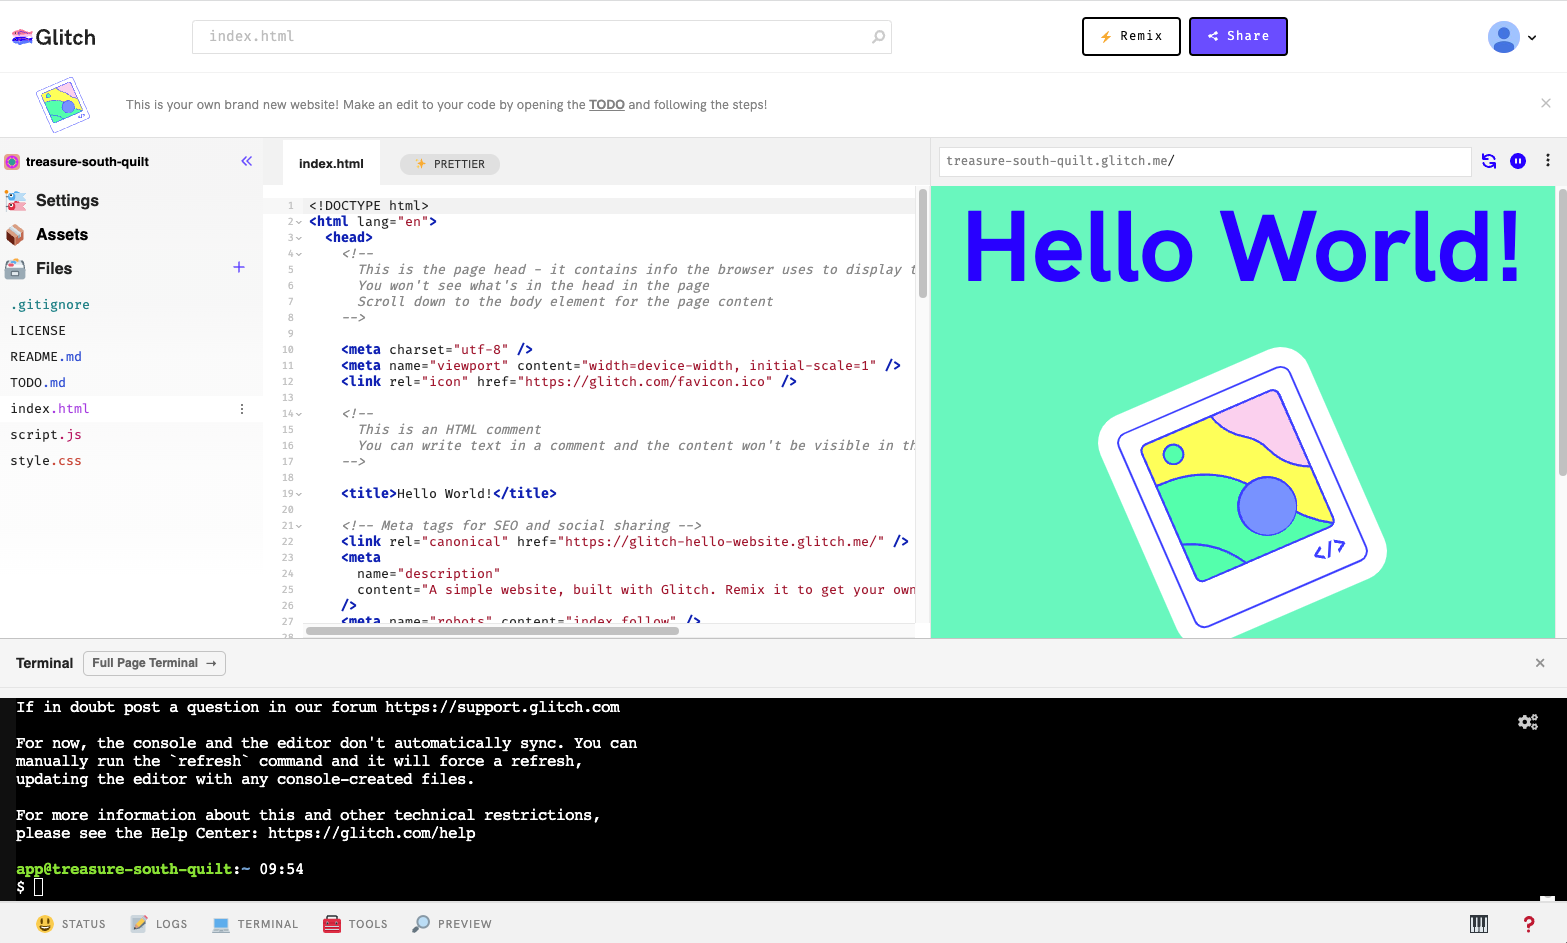 Glitch
index.html
Remix
Share
This is your own brand new website! Make an edit to your code by opening the TODO and following the steps!
treasure-south-quilt
Settings
Assets
Files
.gitignore
LICENSE
README.md
TODO.md
index.html
script.js
style.css
index.html
PRETTIER
1 <!DOCTYPE html>
2 <html lang="en">
3 <head>
4 <!--
5 This is the page head - it contains info the browser uses to display t
6 You won't see what's in the head in the page
7 Scroll down to the body element for the page content
8 -->
9
10 <meta charset="utf-8" />
11 <meta name="viewport" content="width=device-width, initial-scale=1" />
12 <link rel="icon" href="https://glitch.com/favicon.ico" />
13
14 <!--
15 This is an HTML comment
16 You can write text in a comment and the content won't be visible in th
17 -->
18
19 <title>Hello World!</title>
20
21 <!-- Meta tags for SEO and social sharing -->
22 <link rel="canonical" href="https://glitch-hello-website.glitch.me/" />
23 <meta
24 name="description"
25 content="A simple website, built with Glitch. Remix it to get your own
26 />
27 <meta name="robots" content="index,follow" />
28
treasure-south-quilt.glitch.me/
Hello World!
</>
Terminal
Full Page Terminal →
If in doubt post a question in our forum https://support.glitch.com
For now, the console and the editor don't automatically sync. You can
manually run the `refresh` command and it will force a refresh,
updating the editor with any console-created files.
For more information about this and other technical restrictions,
please see the Help Center: https://glitch.com/help
app@treasure-south-quilt:~ 09:54
$
STATUS
LOGS
TERMINAL
TOOLS
PREVIEW
?